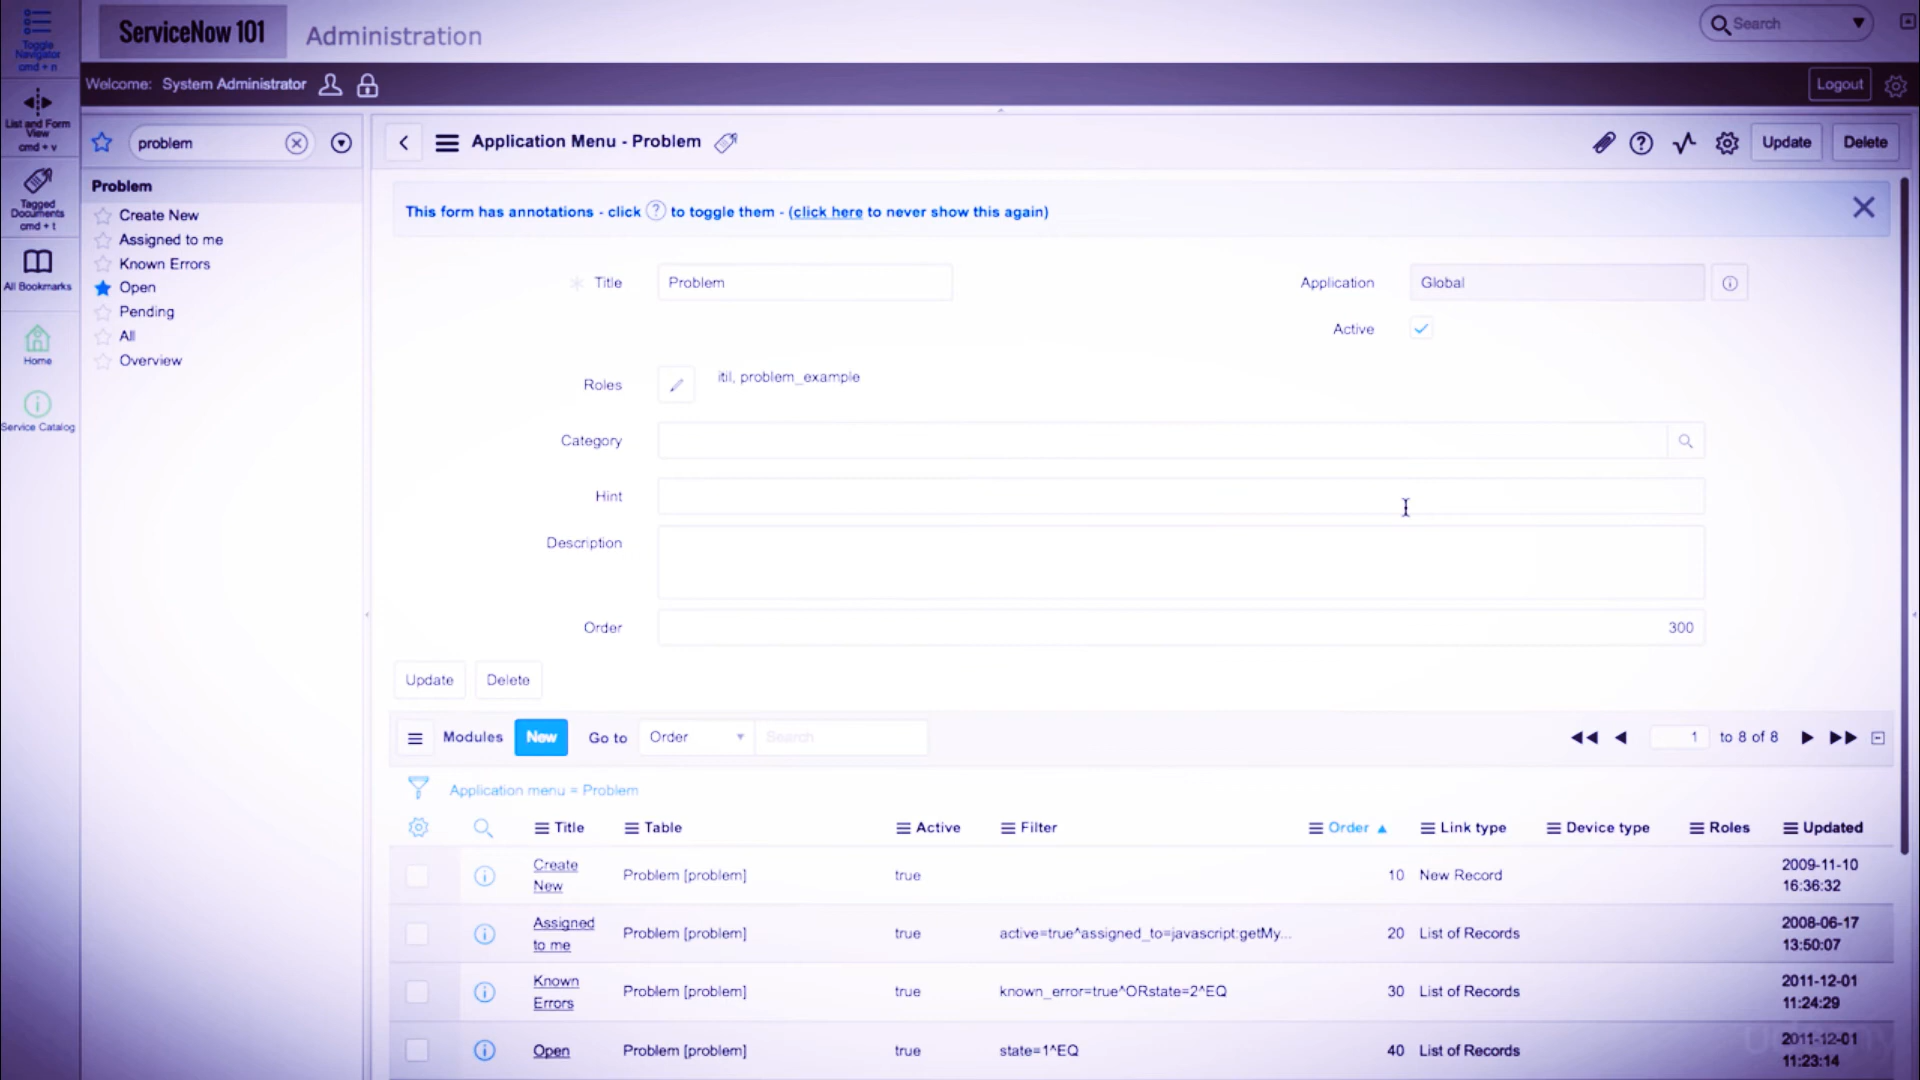 Toggle
Navigator
cmd + n
List and Form
View
cmd + v
Tagged
Documents
cmd + t
All Bookmarks
Home
Service Catalog
ServiceNow 101
Administration
Search
Welcome: System Administrator
Logout
problem
Problem
Create New
Assigned to me
Known Errors
Open
Pending
All
Overview
Application Menu - Problem
Update
Delete
This form has annotations - click ? to toggle them - (click here to never show this again)
Title
Problem
Application
Global
Active
Roles
itil, problem_example
Category
Hint
Description
Order
300
Update
Delete
Modules
New
Go to
Order
Search
1 to 8 of 8
Application menu = Problem
Title Table Active Filter Order Link type Device type Roles Updated
Create New Problem [problem] true 10 New Record 2009-11-10 16:36:32
Assigned to me Problem [problem] true active=true^assigned_to=javascript:getMy... 20 List of Records 2008-06-17 13:50:07
Known Errors Problem [problem] true known_error=true^ORstate=2^EQ 30 List of Records 2011-12-01 11:24:29
Open Problem [problem] true state=1^EQ 40 List of Records 2011-12-01 11:23:14